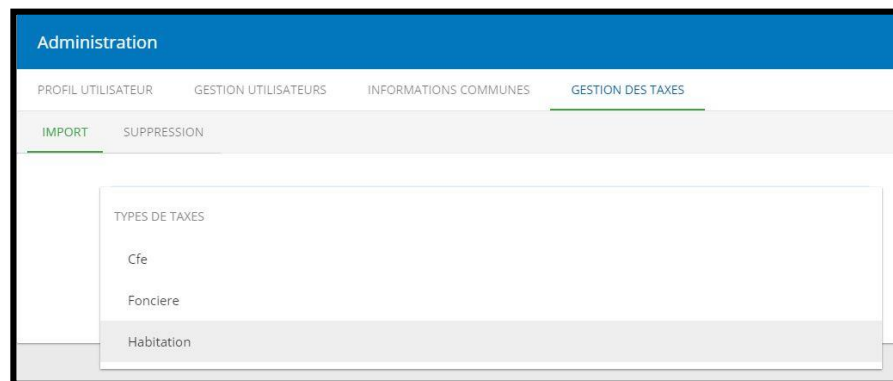 Administration
PROFIL UTILISATEUR GESTION UTILISATEURS INFORMATIONS COMMUNES GESTION DES TAXES
IMPORT SUPPRESSION
TYPES DE TAXES
Cfe
Fonciere
Habitation